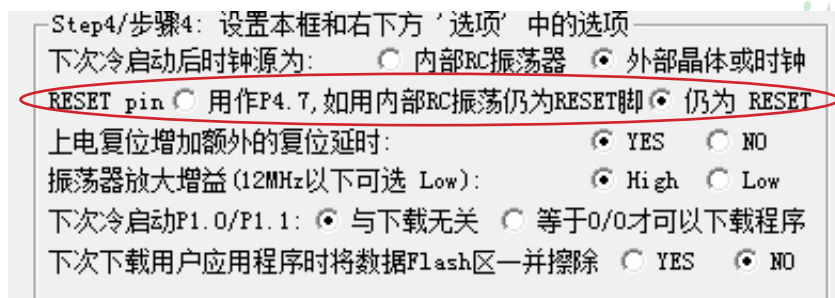 Step4/步骤4: 设置本框和右下方 '选项' 中的选项
下次冷启动后时钟源为: 内部RC振荡器 外部晶体或时钟
RESET pin 用作P4.7,如用内部RC振荡仍为RESET脚 仍为 RESET
上电复位增加额外的复位延时: YES NO
振荡器放大增益(12MHz以下可选 Low): High Low
下次冷启动P1.0/P1.1: 与下载无关 等于0/0才可以下载程序
下次下载用户应用程序时将数据Flash区一并擦除 YES NO